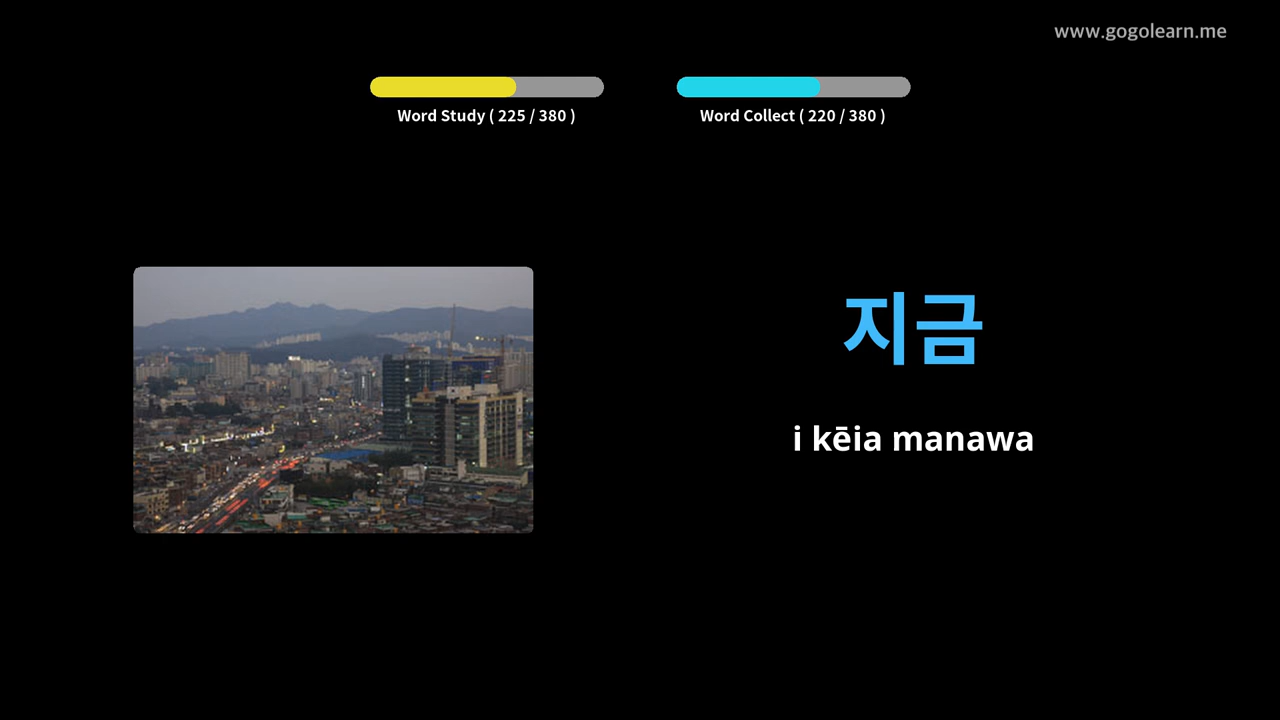 www.gogolearn.me
Word Study ( 225 / 380 )
Word Collect ( 220 / 380 )
지금
i kēia manawa